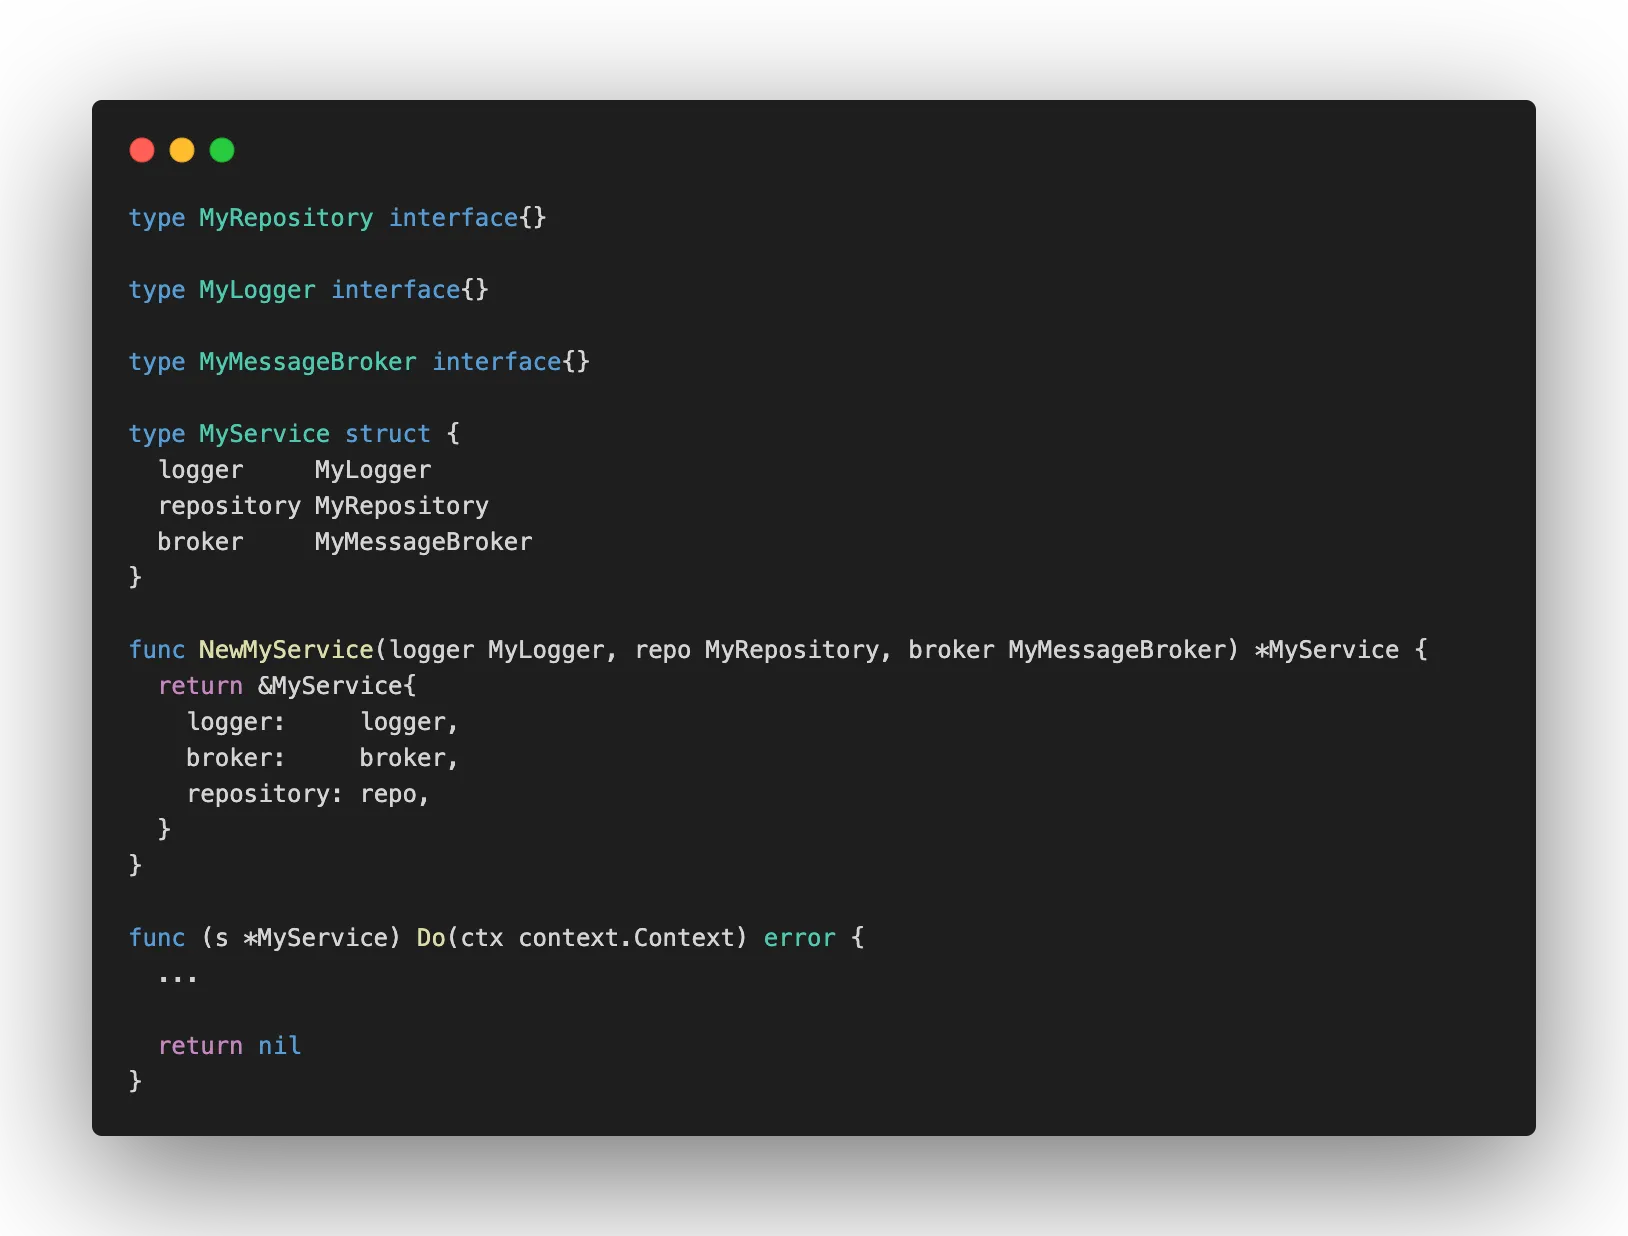 type MyRepository interface{}

type MyLogger interface{}

type MyMessageBroker interface{}

type MyService struct {
  logger     MyLogger
  repository MyRepository
  broker     MyMessageBroker
}

func NewMyService(logger MyLogger, repo MyRepository, broker MyMessageBroker) *MyService {
  return &MyService{
    logger:     logger,
    broker:     broker,
    repository: repo,
  }
}

func (s *MyService) Do(ctx context.Context) error {
  ...

  return nil
}